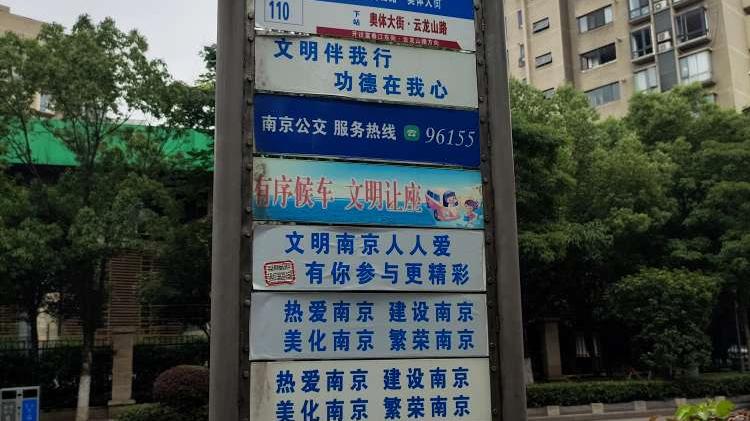 110
下站
奥体大街·云龙山路
文明伴我行
功德在我心
南京公交 服务热线 96155
有序候车 文明让座
文明南京人人爱
有你参与更精彩
热爱南京 建设南京
美化南京 繁荣南京
热爱南京 建设南京
美化南京 繁荣南京